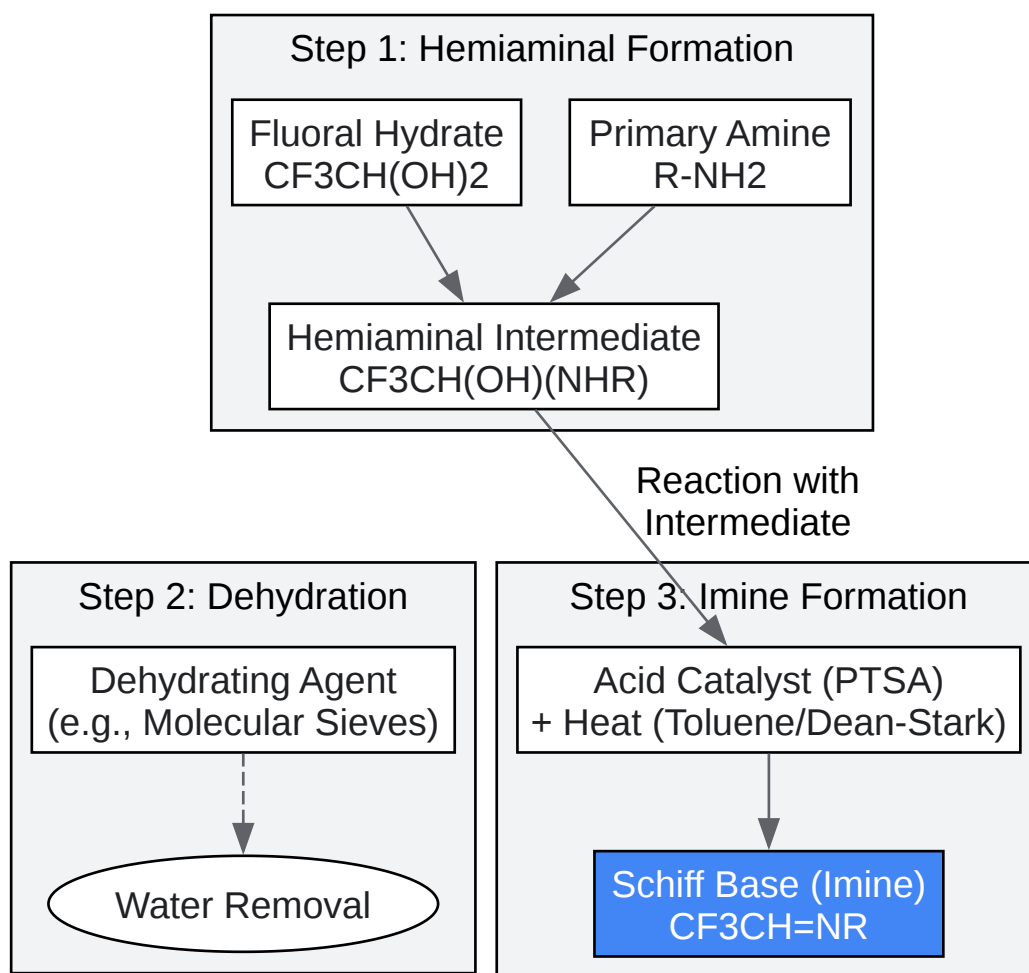 Step 1: Hemiaminal Formation
Fluoral Hydrate
CF3CH(OH)2
Primary Amine
R-NH2
Hemiaminal Intermediate
CF3CH(OH)(NHR)
Reaction with
Intermediate
Step 2: Dehydration
Dehydrating Agent
(e.g., Molecular Sieves)
Water Removal
Step 3: Imine Formation
Acid Catalyst (PTSA)
+ Heat (Toluene/Dean-Stark)
Schiff Base (Imine)
CF3CH=NR